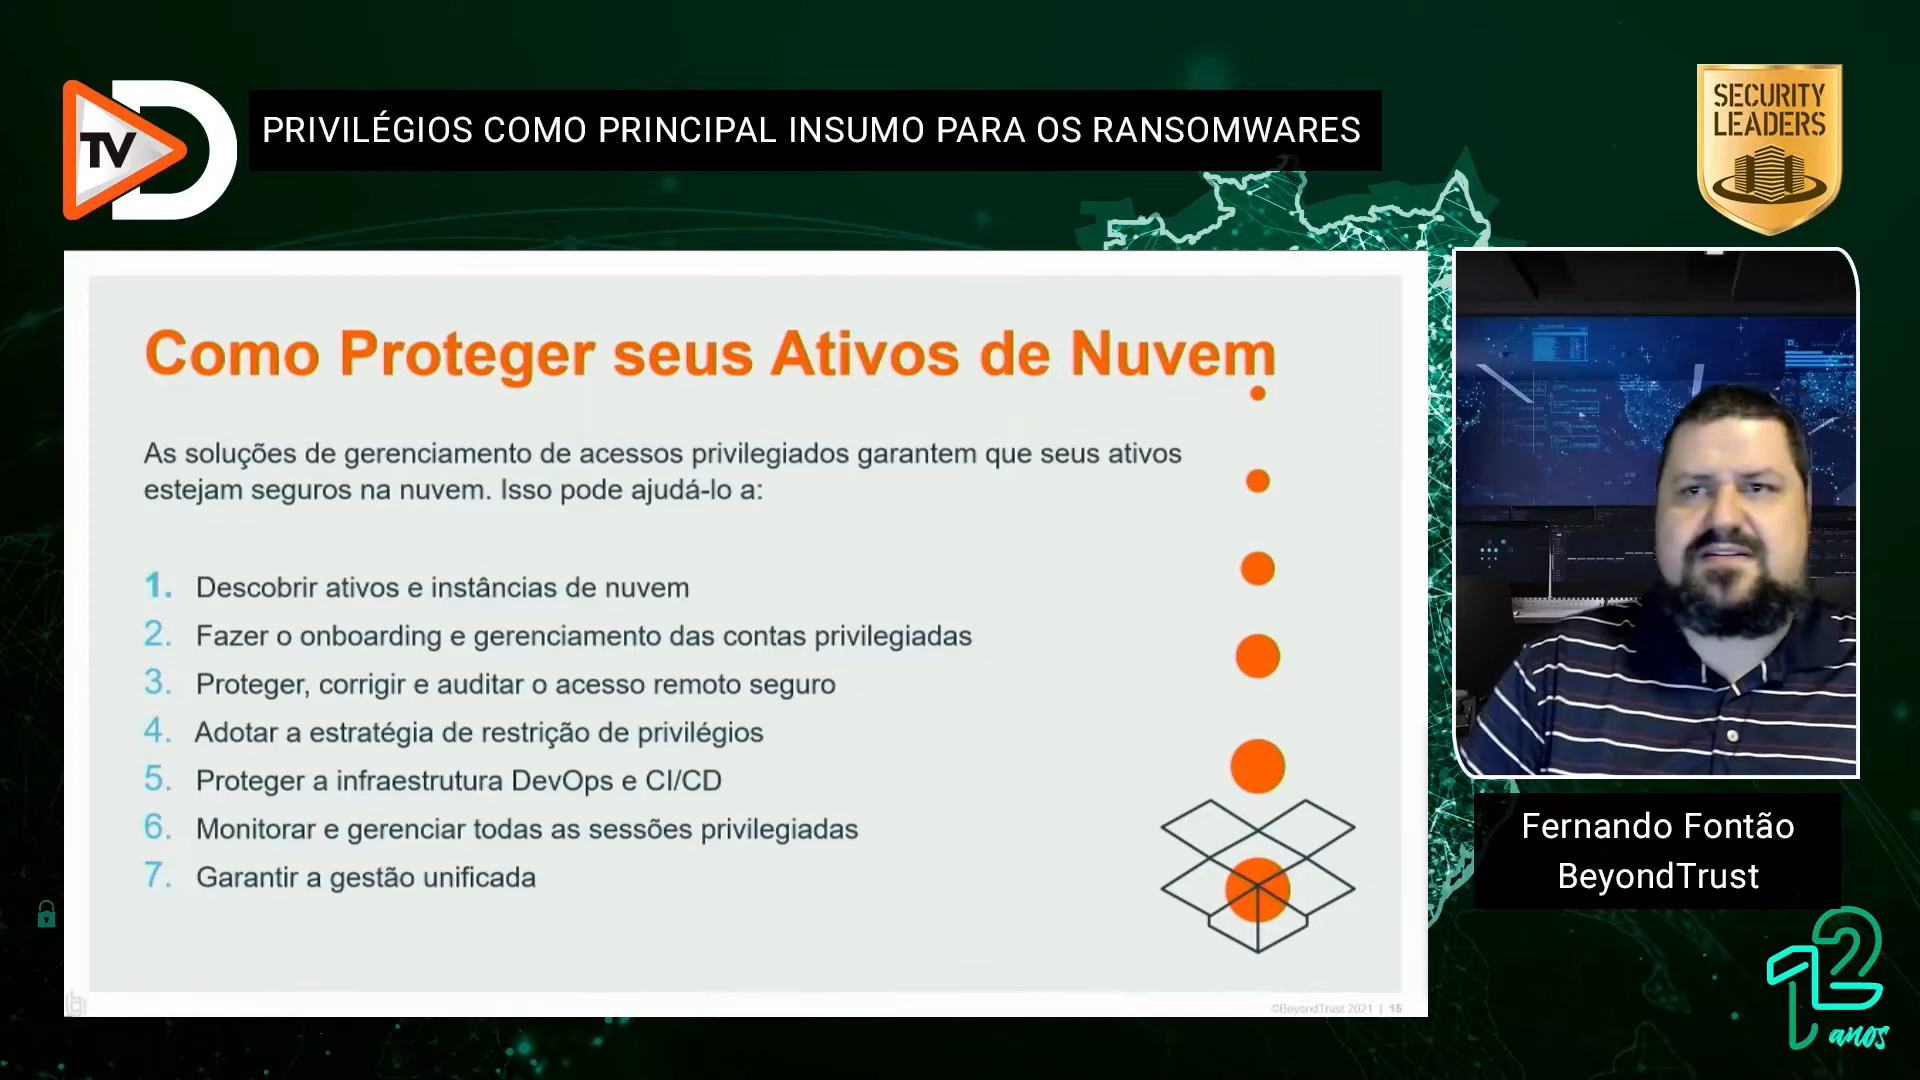 TV
PRIVILÉGIOS COMO PRINCIPAL INSUMO PARA OS RANSOMWARES
SECURITY
LEADERS
Como Proteger seus Ativos de Nuvem
As soluções de gerenciamento de acessos privilegiados garantem que seus ativos
estejam seguros na nuvem. Isso pode ajudá-lo a:
1. Descobrir ativos e instâncias de nuvem
2. Fazer o onboarding e gerenciamento das contas privilegiadas
3. Proteger, corrigir e auditar o acesso remoto seguro
4. Adotar a estratégia de restrição de privilégios
5. Proteger a infraestrutura DevOps e CI/CD
6. Monitorar e gerenciar todas as sessões privilegiadas
7. Garantir a gestão unificada
©BeyondTrust 2021 | 15
Fernando Fontão
BeyondTrust
12
anos